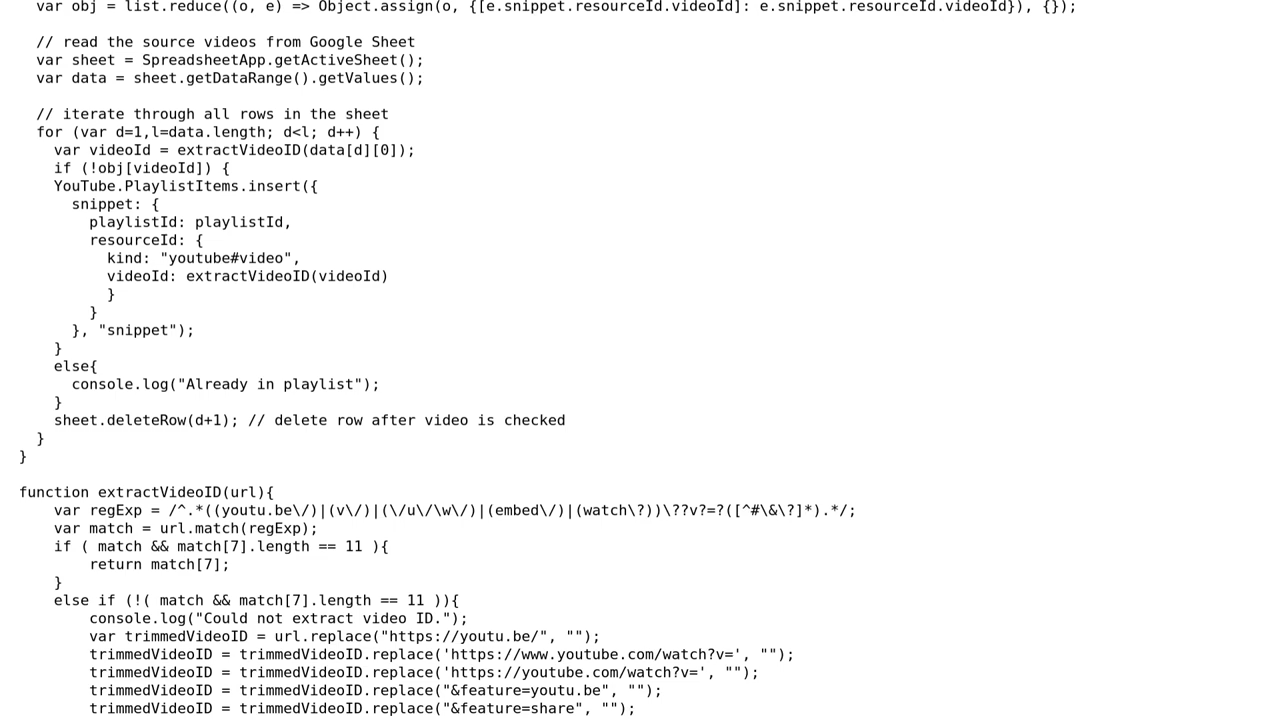 var obj = list.reduce((o, e) => Object.assign(o, {[e.snippet.resourceId.videoId]: e.snippet.resourceId.videoId}), {});
// read the source videos from Google Sheet
var sheet = SpreadsheetApp.getActiveSheet();
var data = sheet.getDataRange().getValues();
// iterate through all rows in the sheet
for (var d=1,l=data.length; d<l; d++) {
var videoId = extractVideoID(data[d][0]);
if (!obj[videoId]) {
YouTube.PlaylistItems.insert({
snippet: {
playlistId: playlistId,
resourceId: {
kind: "youtube#video",
videoId: extractVideoID(videoId)
}
}
}, "snippet");
}
else{
console.log("Already in playlist");
}
sheet.deleteRow(d+1); // delete row after video is checked
}
}
function extractVideoID(url){
var regExp = /^.*((youtu.be\/)|(v\/)|(\/u\/\w\/)|(embed\/)|(watch\?))\??v?=?([^#\&\?]*).*/;
var match = url.match(regExp);
if ( match && match[7].length == 11 ){
return match[7];
}
else if (!( match && match[7].length == 11 )){
console.log("Could not extract video ID.");
var trimmedVideoID = url.replace("https://youtu.be/", "");
trimmedVideoID = trimmedVideoID.replace('https://www.youtube.com/watch?v=', "");
trimmedVideoID = trimmedVideoID.replace('https://youtube.com/watch?v=', "");
trimmedVideoID = trimmedVideoID.replace("&feature=youtu.be", "");
trimmedVideoID = trimmedVideoID.replace("&feature=share", "");